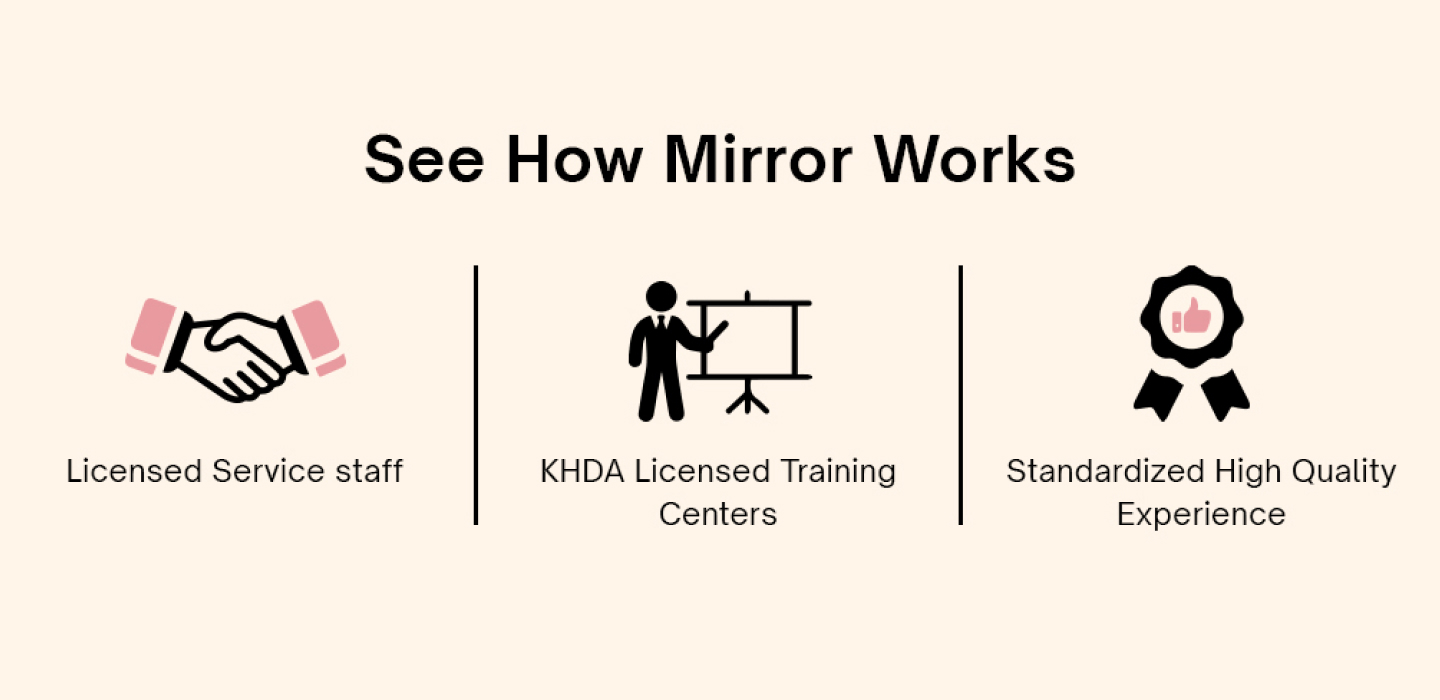 See How Mirror Works
Licensed Service staff
KHDA Licensed Training
Centers
Standardized High Quality
Experience